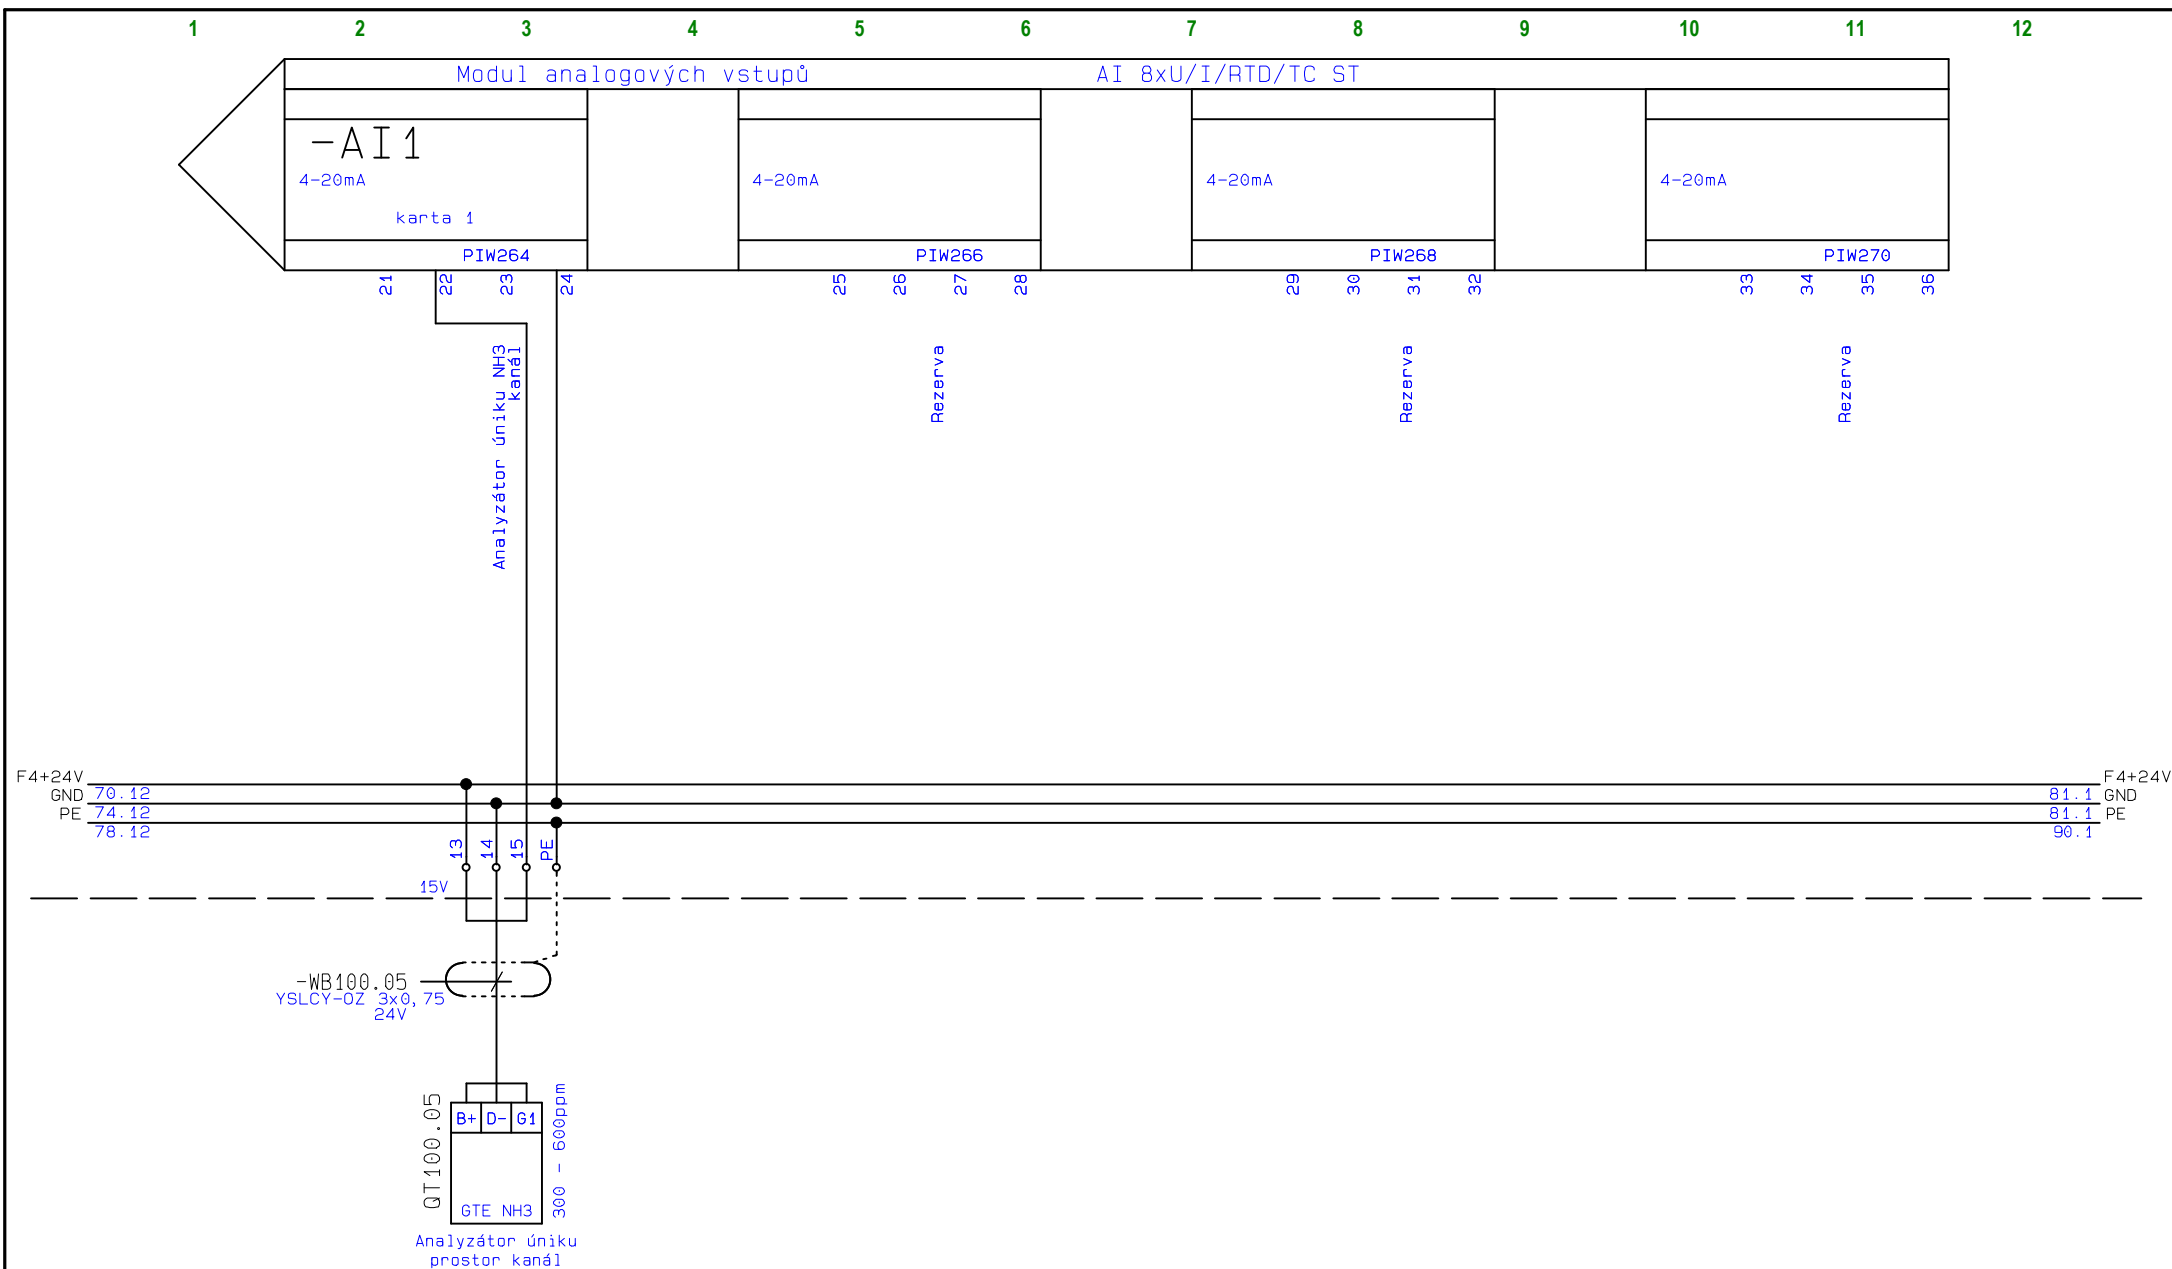 1 2 3 4 5 6 7 8 9 10 11 12
Modul analogových vstupů AI 8xU/I/RTD/TC ST
-AI1
4-20mA 4-20mA 4-20mA 4-20mA
karta 1
PIW264 PIW266 PIW268 PIW270
21 22 23 24 25 26 27 28 29 30 31 32 33 34 35 36
Analyzátor úniku NH3
kanál
Rezerva
Rezerva
Rezerva
F4+24V F4+24V
GND 70.12 81.1 GND
PE 74.12 81.1 PE
78.12 90.1
13 14 15 PE
15V
-WB100.05
YSLCY-OZ 3x0,75
24V
QT100.05
B+ D- G1
300 - 600ppm
GTE NH3
Analyzátor úniku
prostor kanál